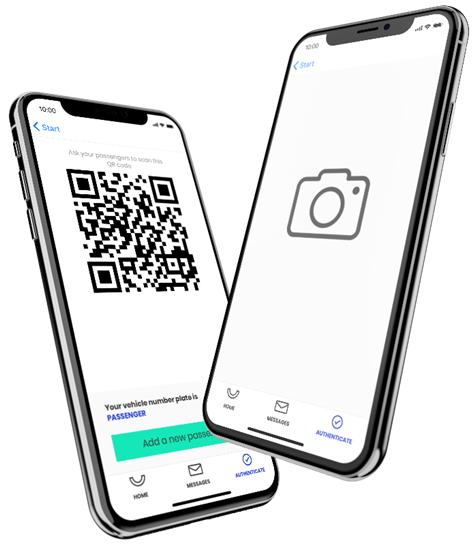 10:00
Start
Ask your passengers to scan this
QR code
Your vehicle number plate is
PASSENGER
Add a new passe
HOME
MESSAGES
AUTHENTICATE
10:00
Start
HOME
MESSAGES
AUTHENTICATE